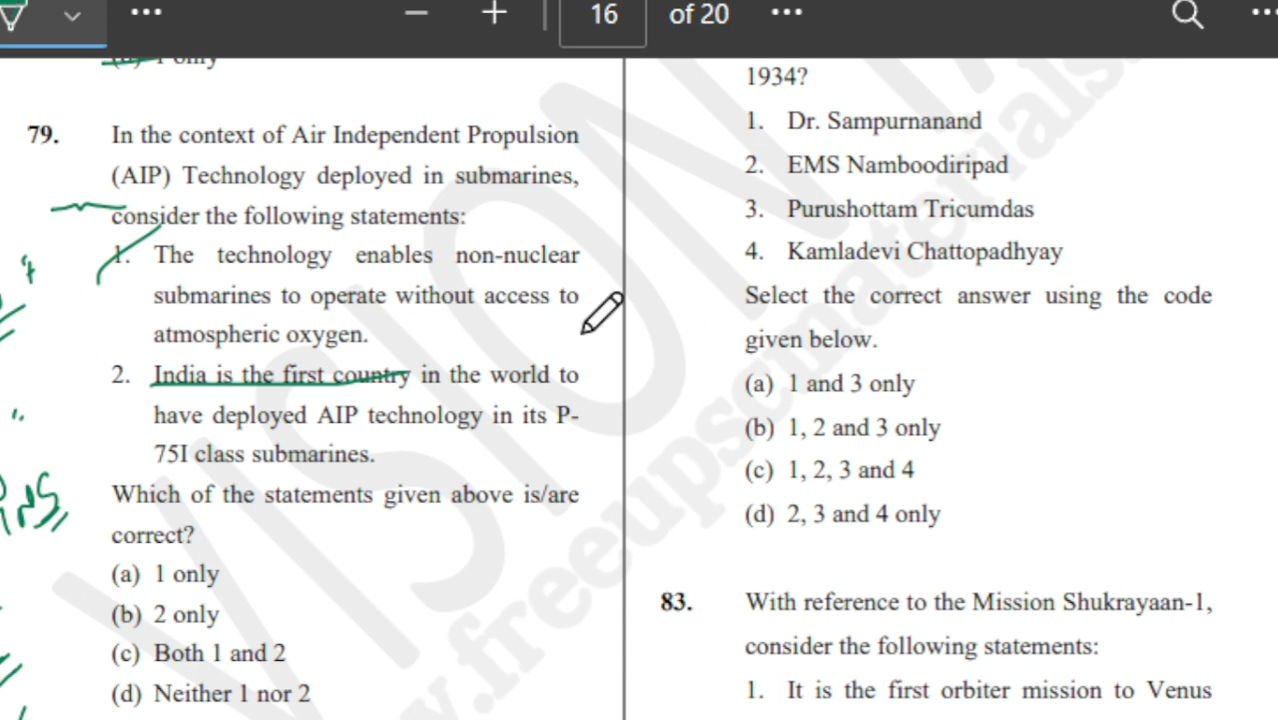 16 of 20
(d) 1 only
79. In the context of Air Independent Propulsion
(AIP) Technology deployed in submarines,
consider the following statements:
1. The technology enables non-nuclear
submarines to operate without access to
atmospheric oxygen.
2. India is the first country in the world to
have deployed AIP technology in its P-
75I class submarines.
Which of the statements given above is/are
correct?
(a) 1 only
(b) 2 only
(c) Both 1 and 2
(d) Neither 1 nor 2
1934?
1. Dr. Sampurnanand
2. EMS Namboodiripad
3. Purushottam Tricumdas
4. Kamladevi Chattopadhyay
Select the correct answer using the code
given below.
(a) 1 and 3 only
(b) 1, 2 and 3 only
(c) 1, 2, 3 and 4
(d) 2, 3 and 4 only
83. With reference to the Mission Shukrayaan-1,
consider the following statements:
1. It is the first orbiter mission to Venus
VISION
.freeupscmaterials.